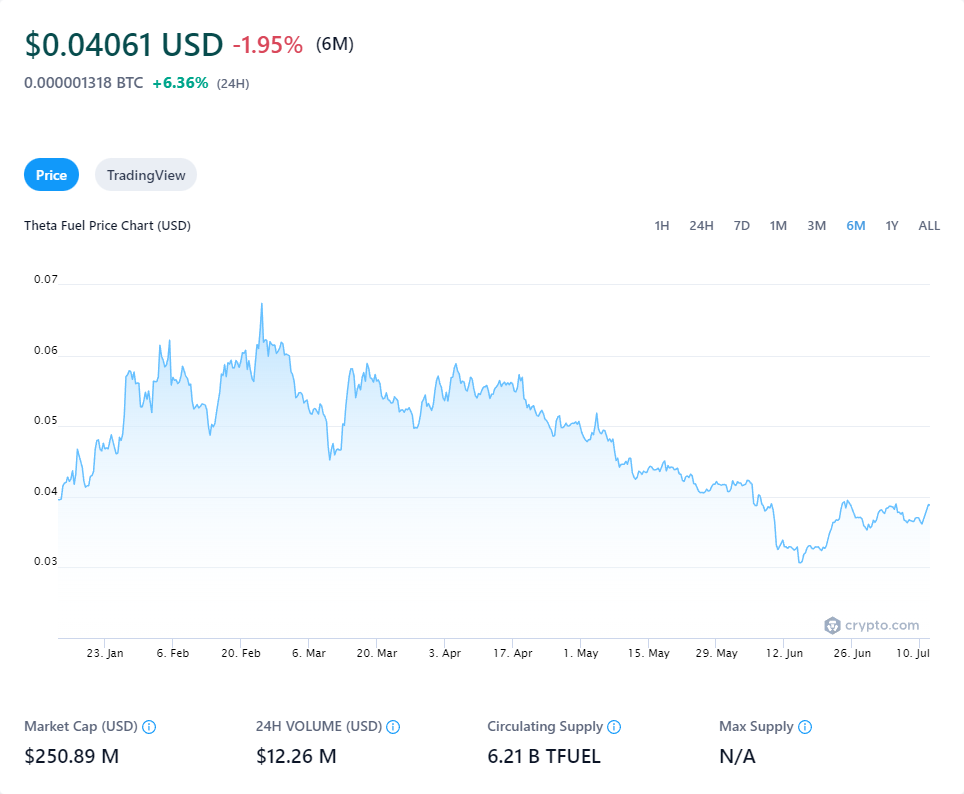 $0.04061 USD -1.95% (6M)
0.000001318 BTC +6.36% (24H)
Price TradingView
Theta Fuel Price Chart (USD) 1H 24H 7D 1M 3M 6M 1Y ALL
0.07
0.06
0.05
0.04
0.03
crypto.com
23. Jan 6. Feb 20. Feb 6. Mar 20. Mar 3. Apr 17. Apr 1. May 15. May 29. May 12. Jun 26. Jun 10. Jul
Market Cap (USD) 24H VOLUME (USD) Circulating Supply Max Supply
$250.89 M $12.26 M 6.21 B TFUEL N/A